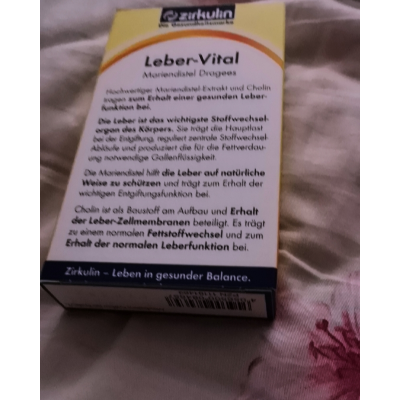 zirkulin
Die Gesundheitsmarke
Leber-Vital
Mariendistel Dragees
Hochwertiger Mariendistel-Extrakt und Cholin
tragen zum Erhalt einer gesunden Leber-
funktion bei.
Die Leber ist das wichtigste Stoffwechsel-
organ des Körpers. Sie trägt die Hauptlast
bei der Entgiftung, reguliert zentrale Stoffwechsel-
Abläufe und produziert die für die Fettverdau-
ung notwendige Gallenflüssigkeit.
Die Mariendistel hilft die Leber auf natürliche
Weise zu schützen und trägt zum Erhalt der
wichtigen Entgiftungsfunktion bei.
Cholin ist als Baustoff am Aufbau und Erhalt
der Leber-Zellmembranen beteiligt. Es trägt
zu einem normalen Fettstoffwechsel und zum
Erhalt der normalen Leberfunktion bei.
Zirkulin – Leben in gesunder Balance.